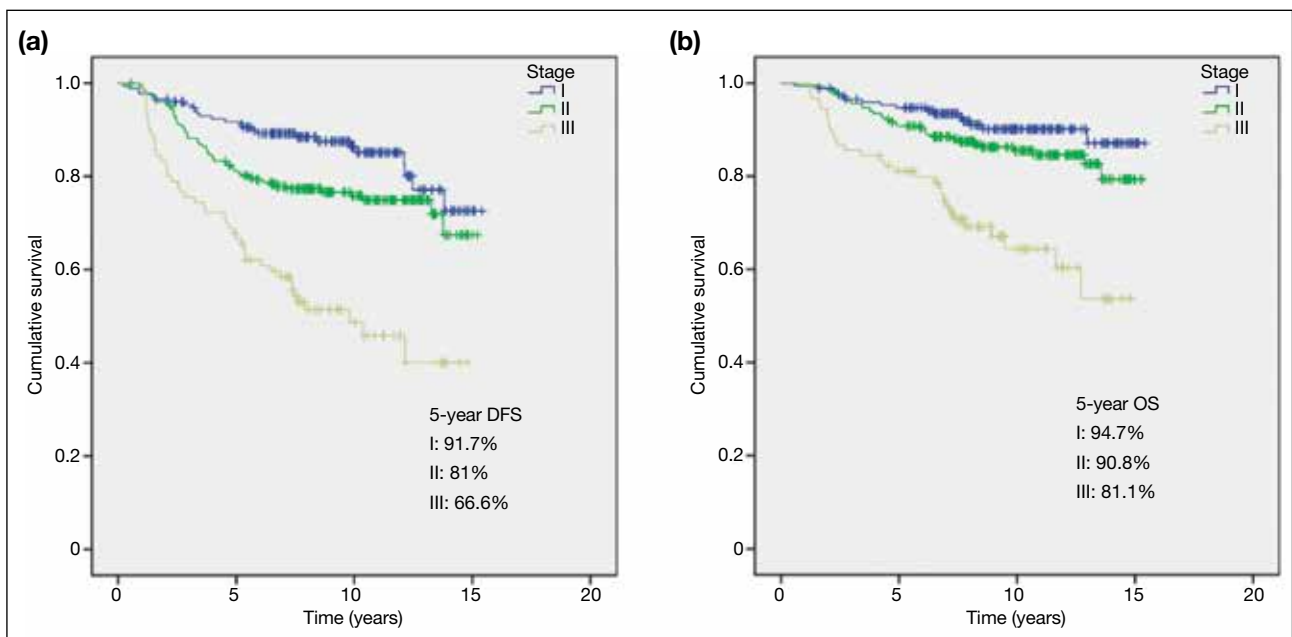 (a)
Stage
I
II
III
1.0
0.8
0.6
0.4
0.2
0
Cumulative survival
5-year DFS
I: 91.7%
II: 81%
III: 66.6%
0 5 10 15 20
Time (years)
(b)
Stage
I
II
III
1.0
0.8
0.6
0.4
0.2
0
Cumulative survival
5-year OS
I: 94.7%
II: 90.8%
III: 81.1%
0 5 10 15 20
Time (years)